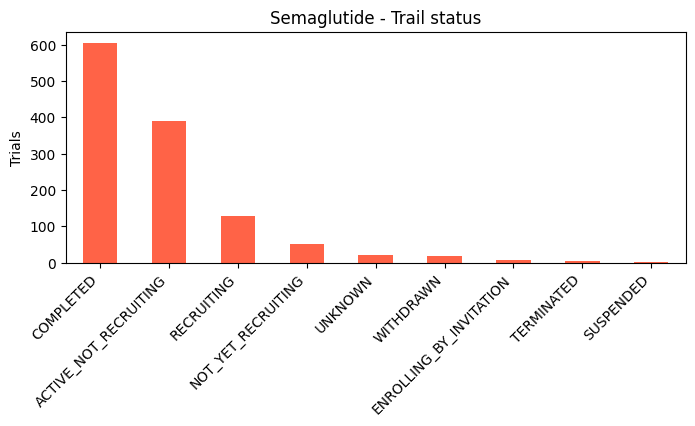 Semaglutide - Trail status
Trials
600
500
400
300
200
100
0
COMPLETED
ACTIVE_NOT_RECRUITING
RECRUITING
NOT_YET_RECRUITING
UNKNOWN
WITHDRAWN
ENROLLING_BY_INVITATION
TERMINATED
SUSPENDED